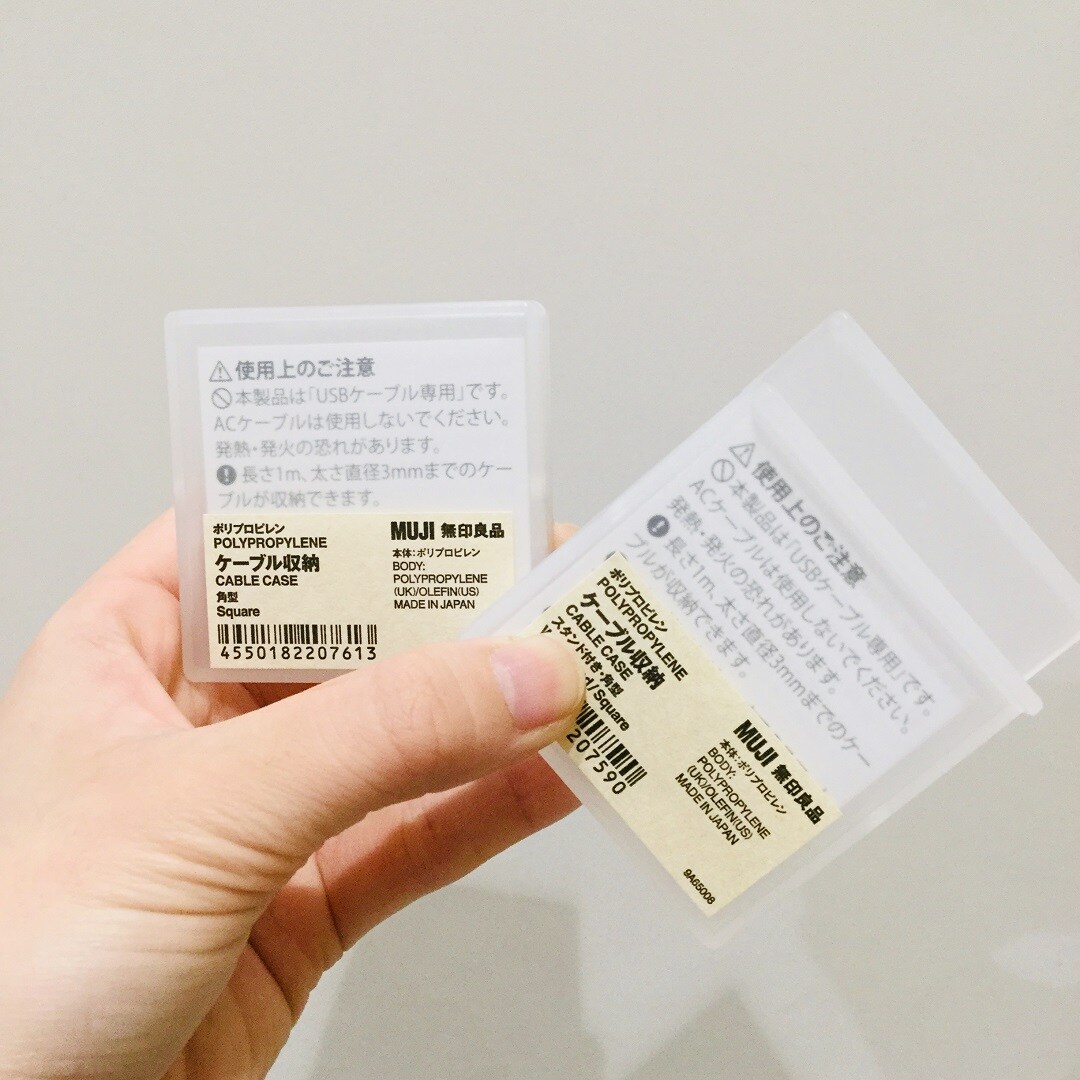 使用上のご注意
本製品は「USBケーブル専用」です。
ACケーブルは使用しないでください。
発熱・発火の恐れがあります。
長さ1m、太さ直径3mmまでのケー
ブルが収納できます。
ポリプロピレン
POLYPROPYLENE
ケーブル収納
CABLE CASE
角型
Square
4550182207613
MUJI 無印良品
本体:ポリプロピレン
BODY:
POLYPROPYLENE
(UK)/OLEFIN(US)
MADE IN JAPAN
使用上のご注意
本製品は「USBケーブル専用」です。
ACケーブルは使用しないでください。
発熱・発火の恐れがあります。
長さ1m、太さ直径3mmまでのケー
ブルが収納できます。
ポリプロピレン
POLYPROPYLENE
ケーブル収納
CABLE CASE
スタンド付き・角型
/Square
207590
MUJI 無印良品
本体:ポリプロピレン
BODY:
POLYPROPYLENE
(UK)/OLEFIN(US)
MADE IN JAPAN
9A65008